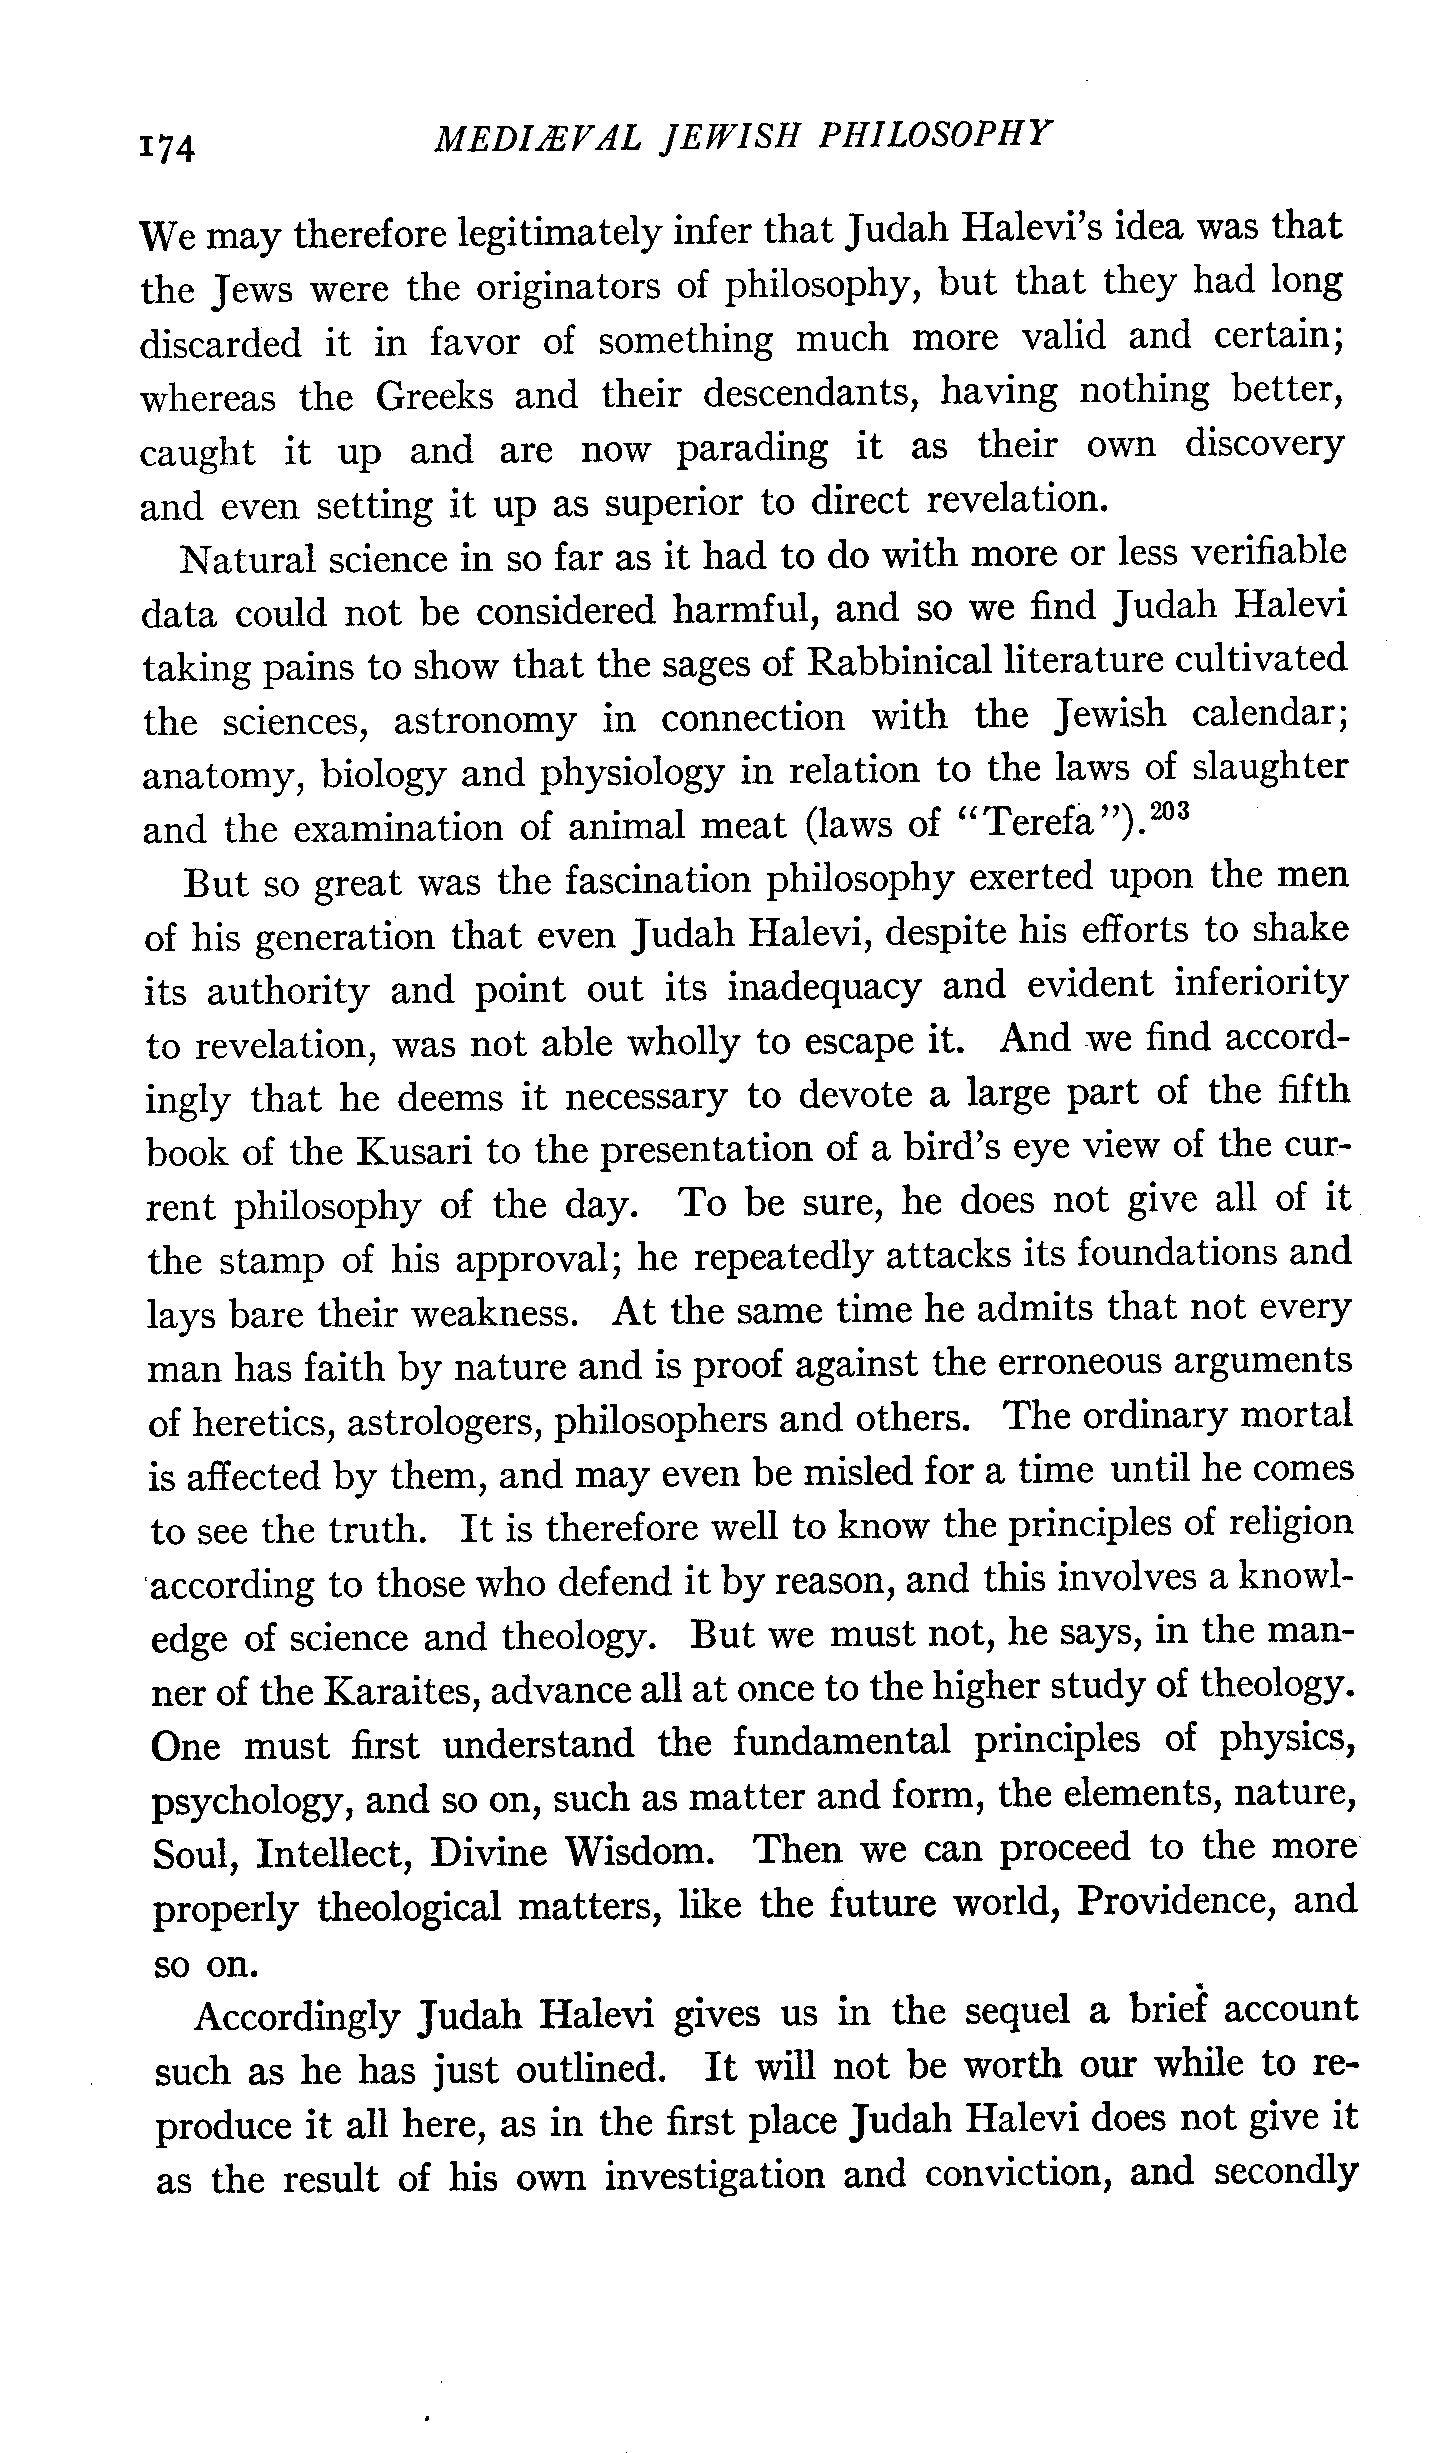 174 MEDIÆVAL JEWISH PHILOSOPHY
We may therefore legitimately infer that Judah Halevi's idea was that
the Jews were the originators of philosophy, but that they had long
discarded it in favor of something much more valid and certain;
whereas the Greeks and their descendants, having nothing better,
caught it up and are now parading it as their own discovery
and even setting it up as superior to direct revelation.
Natural science in so far as it had to do with more or less verifiable
data could not be considered harmful, and so we find Judah Halevi
taking pains to show that the sages of Rabbinical literature cultivated
the sciences, astronomy in connection with the Jewish calendar;
anatomy, biology and physiology in relation to the laws of slaughter
and the examination of animal meat (laws of "Terefa").²⁰³
But so great was the fascination philosophy exerted upon the men
of his generation that even Judah Halevi, despite his efforts to shake
its authority and point out its inadequacy and evident inferiority
to revelation, was not able wholly to escape it. And we find accord-
ingly that he deems it necessary to devote a large part of the fifth
book of the Kusari to the presentation of a bird's eye view of the cur-
rent philosophy of the day. To be sure, he does not give all of it
the stamp of his approval; he repeatedly attacks its foundations and
lays bare their weakness. At the same time he admits that not every
man has faith by nature and is proof against the erroneous arguments
of heretics, astrologers, philosophers and others. The ordinary mortal
is affected by them, and may even be misled for a time until he comes
to see the truth. It is therefore well to know the principles of religion
according to those who defend it by reason, and this involves a knowl-
edge of science and theology. But we must not, he says, in the man-
ner of the Karaites, advance all at once to the higher study of theology.
One must first understand the fundamental principles of physics,
psychology, and so on, such as matter and form, the elements, nature,
Soul, Intellect, Divine Wisdom. Then we can proceed to the more
properly theological matters, like the future world, Providence, and
so on.
Accordingly Judah Halevi gives us in the sequel a brief account
such as he has just outlined. It will not be worth our while to re-
produce it all here, as in the first place Judah Halevi does not give it
as the result of his own investigation and conviction, and secondly